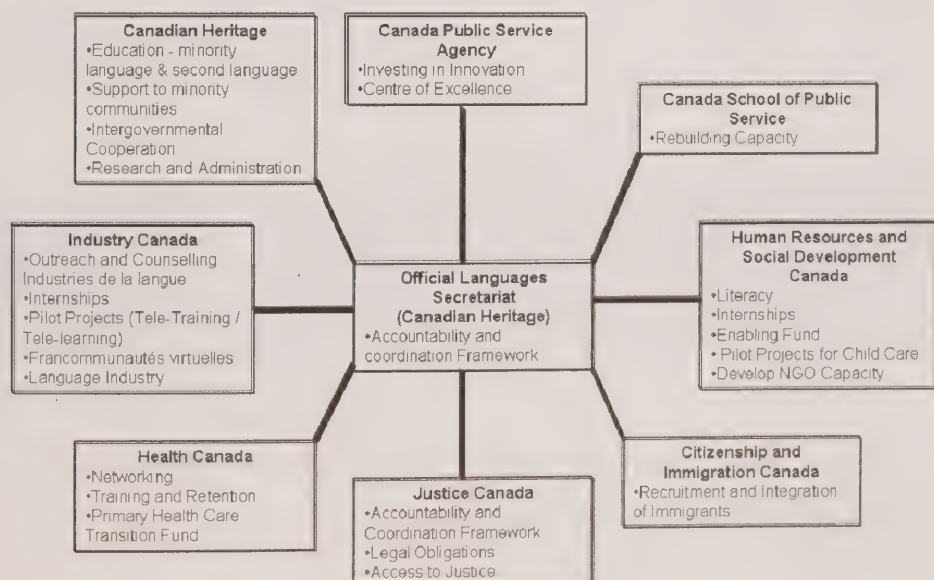 Canadian Heritage
•Education - minority
language & second language
•Support to minority
communities
•Intergovernmental
Cooperation
•Research and Administration
Canada Public Service
Agency
•Investing in Innovation
•Centre of Excellence
Canada School of Public
Service
•Rebuilding Capacity
Industry Canada
•Outreach and Counselling
Industries de la langue
•Internships
•Pilot Projects (Tele-Training /
Tele-learning)
•Francommunautés virtuelles
•Language Industry
Official Languages
Secretariat
(Canadian Heritage)
•Accountability and
coordination Framework
Human Resources and
Social Development
Canada
•Literacy
•Internships
•Enabling Fund
• Pilot Projects for Child Care
•Develop NGO Capacity
Health Canada
•Networking
•Training and Retention
•Primary Health Care
Transition Fund
Justice Canada
•Accountability and
Coordination Framework
•Legal Obligations
•Access to Justice
Citizenship and
Immigration Canada
•Recruitment and Integration
of Immigrants